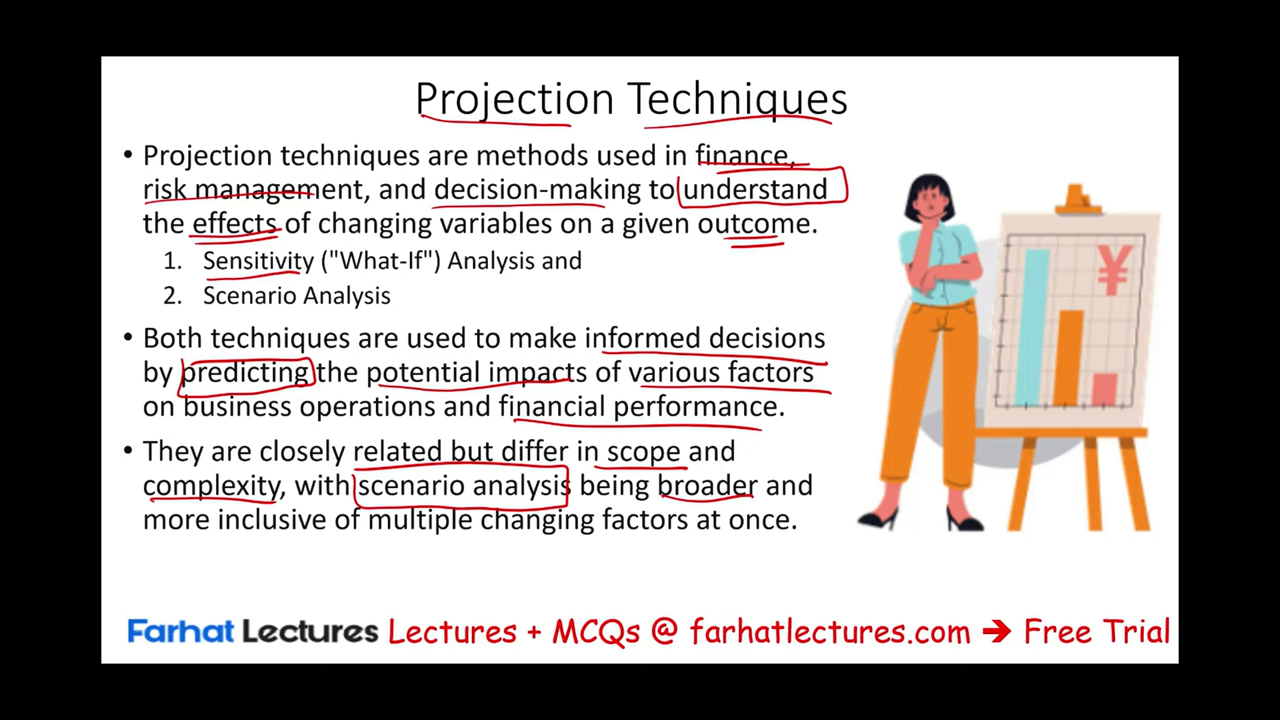 Projection Techniques
• Projection techniques are methods used in finance,
risk management, and decision-making to understand
the effects of changing variables on a given outcome.
1. Sensitivity ("What-If") Analysis and
2. Scenario Analysis
• Both techniques are used to make informed decisions
by predicting the potential impacts of various factors
on business operations and financial performance.
• They are closely related but differ in scope and
complexity, with scenario analysis being broader and
more inclusive of multiple changing factors at once.
¥
Farhat Lectures Lectures + MCQs @ farhatlectures.com ➔ Free Trial